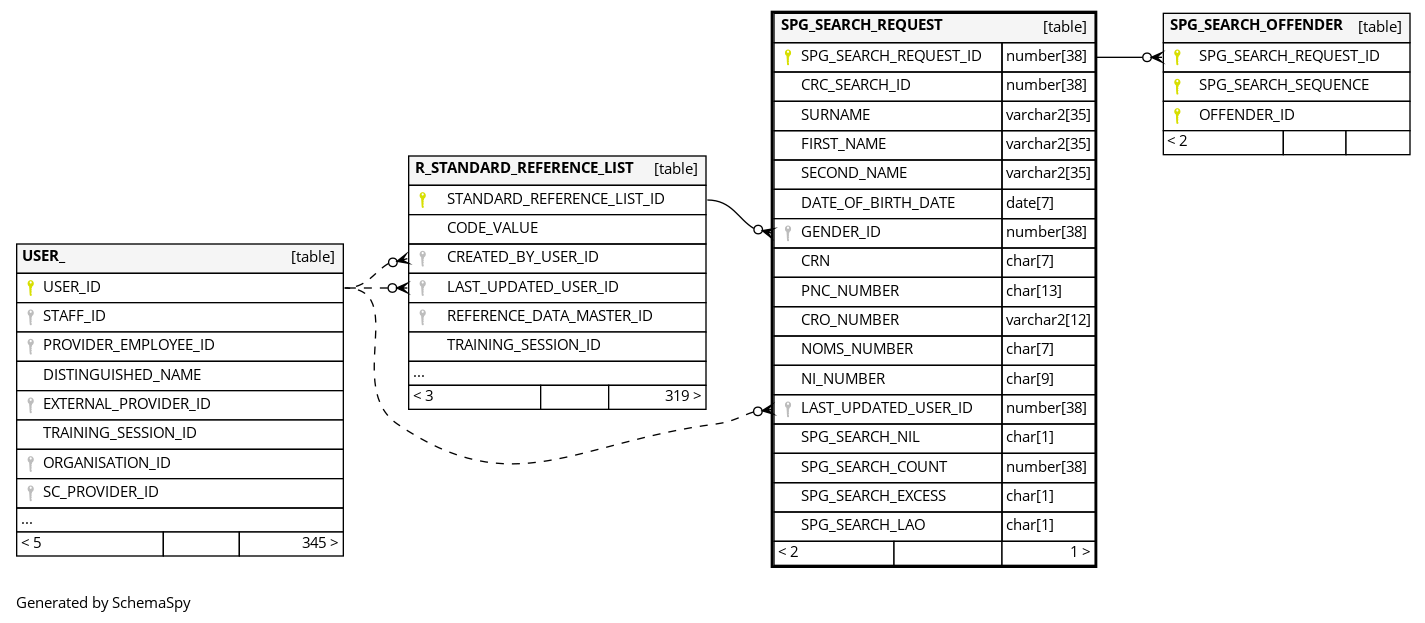 USER_ [table]
USER_ID
STAFF_ID
PROVIDER_EMPLOYEE_ID
DISTINGUISHED_NAME
EXTERNAL_PROVIDER_ID
TRAINING_SESSION_ID
ORGANISATION_ID
SC_PROVIDER_ID
...
< 5 345 >
R_STANDARD_REFERENCE_LIST [table]
STANDARD_REFERENCE_LIST_ID
CODE_VALUE
CREATED_BY_USER_ID
LAST_UPDATED_USER_ID
REFERENCE_DATA_MASTER_ID
TRAINING_SESSION_ID
...
< 3 319 >
SPG_SEARCH_REQUEST [table]
SPG_SEARCH_REQUEST_ID number[38]
CRC_SEARCH_ID number[38]
SURNAME varchar2[35]
FIRST_NAME varchar2[35]
SECOND_NAME varchar2[35]
DATE_OF_BIRTH_DATE date[7]
GENDER_ID number[38]
CRN char[7]
PNC_NUMBER char[13]
CRO_NUMBER varchar2[12]
NOMS_NUMBER char[7]
NI_NUMBER char[9]
LAST_UPDATED_USER_ID number[38]
SPG_SEARCH_NIL char[1]
SPG_SEARCH_COUNT number[38]
SPG_SEARCH_EXCESS char[1]
SPG_SEARCH_LAO char[1]
< 2 1 >
SPG_SEARCH_OFFENDER [table]
SPG_SEARCH_REQUEST_ID
SPG_SEARCH_SEQUENCE
OFFENDER_ID
< 2
Generated by SchemaSpy